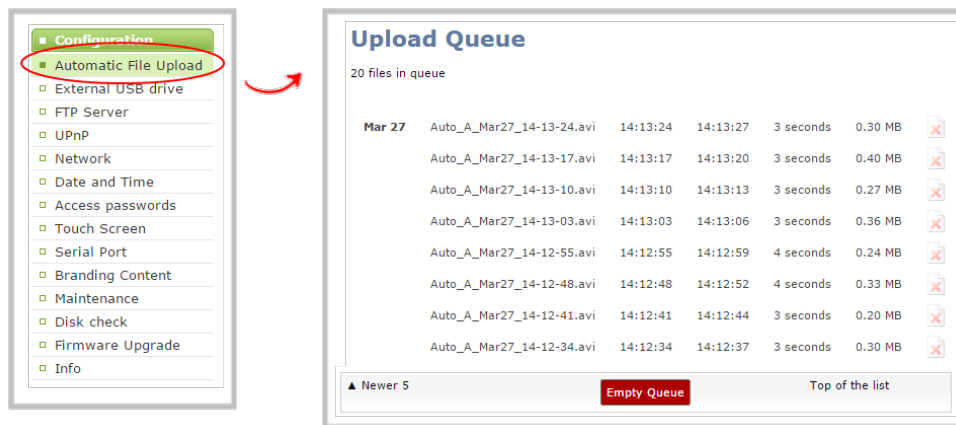 Configuration
Automatic File Upload
External USB drive
FTP Server
UPnP
Network
Date and Time
Access passwords
Touch Screen
Serial Port
Branding Content
Maintenance
Disk check
Firmware Upgrade
Info
Upload Queue
20 files in queue
Mar 27 Auto_A_Mar27_14-13-24.avi 14:13:24 14:13:27 3 seconds 0.30 MB
Auto_A_Mar27_14-13-17.avi 14:13:17 14:13:20 3 seconds 0.40 MB
Auto_A_Mar27_14-13-10.avi 14:13:10 14:13:13 3 seconds 0.27 MB
Auto_A_Mar27_14-13-03.avi 14:13:03 14:13:06 3 seconds 0.36 MB
Auto_A_Mar27_14-12-55.avi 14:12:55 14:12:59 4 seconds 0.24 MB
Auto_A_Mar27_14-12-48.avi 14:12:48 14:12:52 4 seconds 0.33 MB
Auto_A_Mar27_14-12-41.avi 14:12:41 14:12:44 3 seconds 0.20 MB
Auto_A_Mar27_14-12-34.avi 14:12:34 14:12:37 3 seconds 0.30 MB
▲ Newer 5 Empty Queue Top of the list